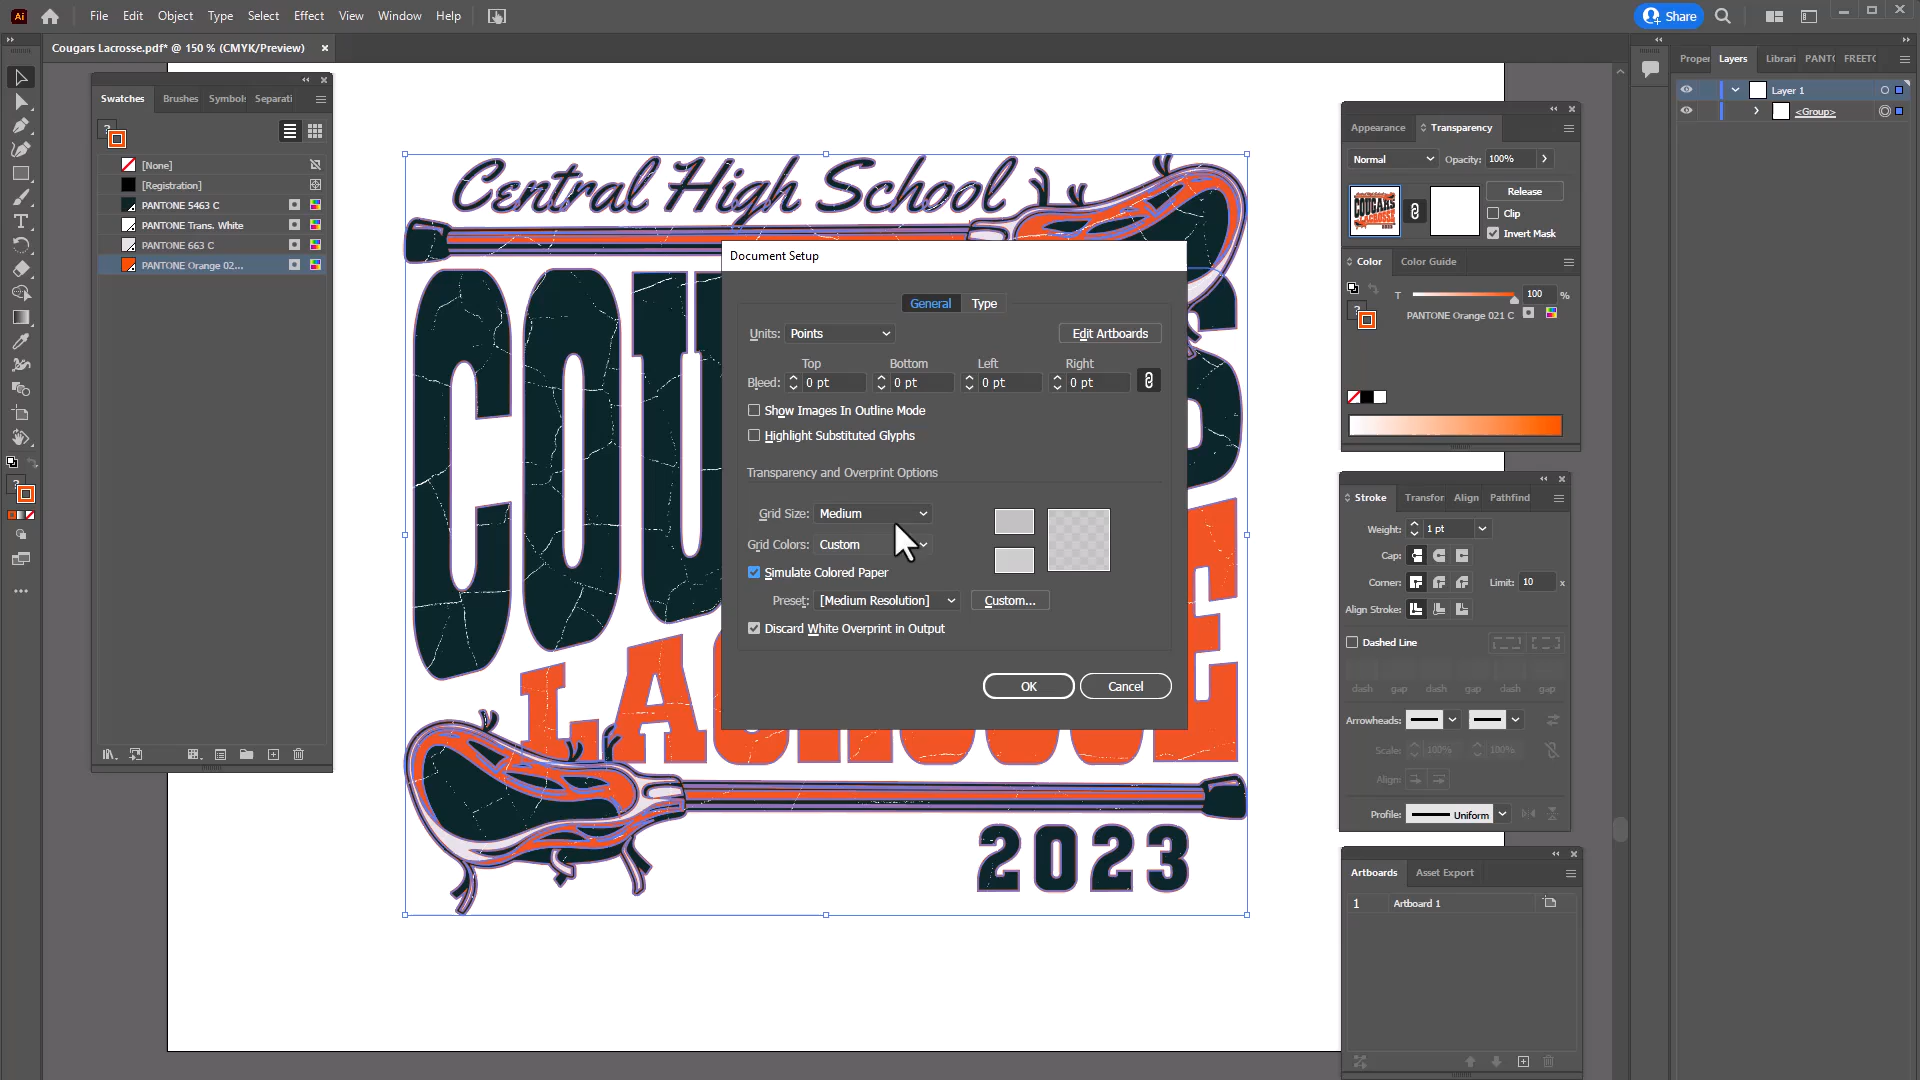 Ai File Edit Object Type Select Effect View Window Help Share
Cougars Lacrosse.pdf* @ 150 % (CMYK/Preview)
Swatches Brushes Symbols Separati
?
[None]
[Registration]
PANTONE 5463 C
PANTONE Trans. White
PANTONE 663 C
PANTONE Orange 02...
Central High School
COU
LACROSSE
2023
Document Setup
General Type
Units: Points Edit Artboards
Top Bottom Left Right
Bleed: 0 pt 0 pt 0 pt 0 pt
Show Images In Outline Mode
Highlight Substituted Glyphs
Transparency and Overprint Options
Grid Size: Medium
Grid Colors: Custom
Simulate Colored Paper
Preset: [Medium Resolution] Custom...
Discard White Overprint in Output
OK Cancel
Appearance Transparency
Normal Opacity: 100%
COUGARS
LACROSSE
Release
Clip
Invert Mask
Color Color Guide
T 100 %
?
PANTONE Orange 021 C
Stroke Transfor Align Pathfind
Weight: 1 pt
Cap:
Corner: Limit: 10 x
Align Stroke:
Dashed Line
dash gap dash gap dash gap
Arrowheads:
Scale: 100% 100%
Align:
Profile: Uniform
Artboards Asset Export
1 Artboard 1
Proper Layers Librari PANTO FREETO
Layer 1
<Group>